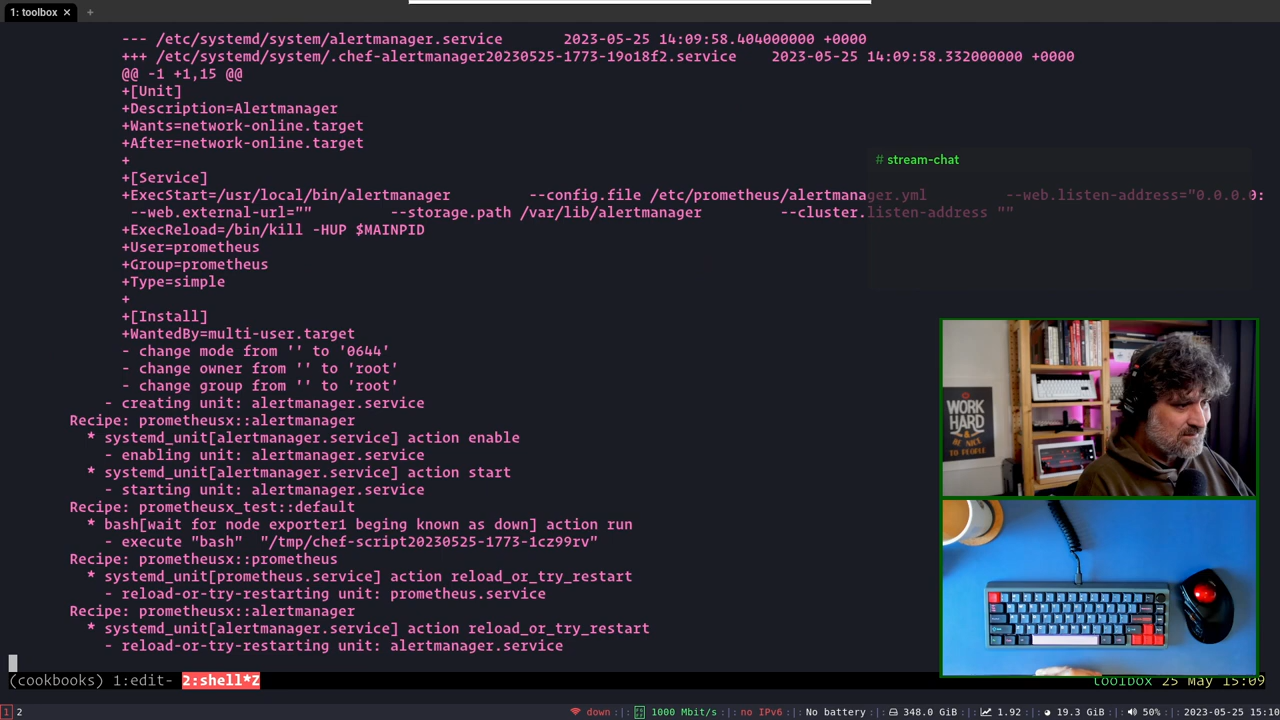 1: toolbox × +
--- /etc/systemd/system/alertmanager.service 2023-05-25 14:09:58.404000000 +0000
+++ /etc/systemd/system/.chef-alertmanager20230525-1773-19o18f2.service 2023-05-25 14:09:58.332000000 +0000
@@ -1 +1,15 @@
+[Unit]
+Description=Alertmanager
+Wants=network-online.target
+After=network-online.target
+
# stream-chat
+[Service]
+ExecStart=/usr/local/bin/alertmanager --config.file /etc/prometheus/alertmanager.yml --web.listen-address="0.0.0.0:
--web.external-url="" --storage.path /var/lib/alertmanager --cluster.listen-address ""
+ExecReload=/bin/kill -HUP $MAINPID
+User=prometheus
+Group=prometheus
+Type=simple
+
+[Install]
+WantedBy=multi-user.target
- change mode from '' to '0644'
- change owner from '' to 'root'
- change group from '' to 'root'
- creating unit: alertmanager.service
Recipe: prometheusx::alertmanager
* systemd_unit[alertmanager.service] action enable
- enabling unit: alertmanager.service
* systemd_unit[alertmanager.service] action start
- starting unit: alertmanager.service
Recipe: prometheusx_test::default
* bash[wait for node exporter1 beging known as down] action run
- execute "bash" "/tmp/chef-script20230525-1773-1cz99rv"
Recipe: prometheusx::prometheus
* systemd_unit[prometheus.service] action reload_or_try_restart
- reload-or-try-restarting unit: prometheus.service
Recipe: prometheusx::alertmanager
* systemd_unit[alertmanager.service] action reload_or_try_restart
- reload-or-try-restarting unit: alertmanager.service
WORK
HARD
& BE NICE
TO PEOPLE
(cookbooks) 1:edit- 2:shell*Z toolbox 25 May 15:09
1 2 down :|: 1000 Mbit/s :|: no IPv6 :|: No battery :|: 348.0 GiB :|: 1.92 :|: 19.3 GiB :|: 50% :|: 2023-05-25 15:10